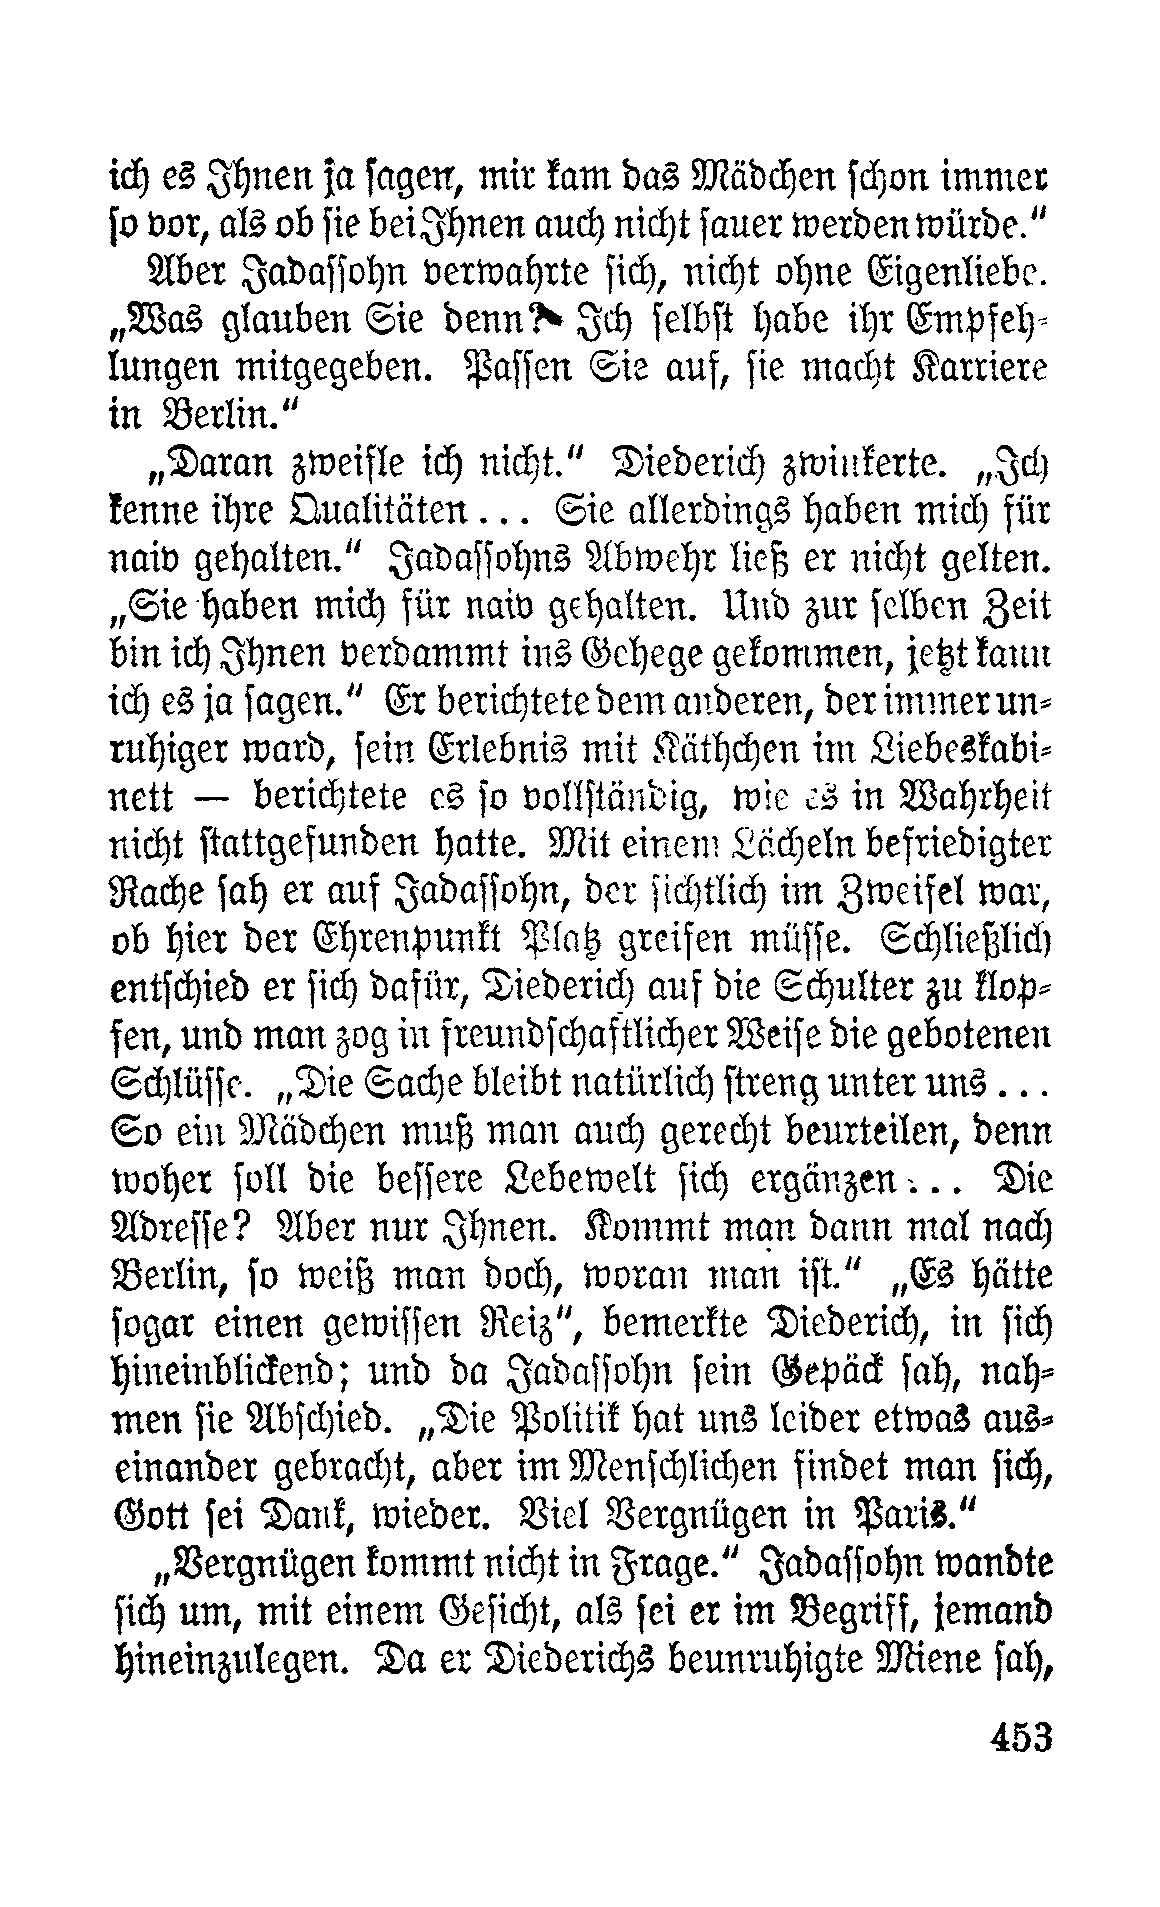 ich es Ihnen ja sagen, mir kam das Mädchen schon immer
so vor, als ob sie bei Ihnen auch nicht sauer werden würde."
Aber Jadassohn verwahrte sich, nicht ohne Eigenliebe.
„Was glauben Sie denn? Ich selbst habe ihr Empfeh-
lungen mitgegeben. Passen Sie auf, sie macht Karriere
in Berlin."
„Daran zweifle ich nicht." Diederich zwinkerte. „Ich
kenne ihre Qualitäten... Sie allerdings haben mich für
naiv gehalten." Jadassohns Abwehr ließ er nicht gelten.
„Sie haben mich für naiv gehalten. Und zur selben Zeit
bin ich Ihnen verdammt ins Gehege gekommen, jetzt kann
ich es ja sagen." Er berichtete dem anderen, der immer un-
ruhiger ward, sein Erlebnis mit Käthchen im Liebeskabi-
nett — berichtete es so vollständig, wie es in Wahrheit
nicht stattgefunden hatte. Mit einem Lächeln befriedigter
Rache sah er auf Jadassohn, der sichtlich im Zweifel war,
ob hier der Ehrenpunkt Platz greifen müsse. Schließlich
entschied er sich dafür, Diederich auf die Schulter zu klop-
fen, und man zog in freundschaftlicher Weise die gebotenen
Schlüsse. „Die Sache bleibt natürlich streng unter uns...
So ein Mädchen muß man auch gerecht beurteilen, denn
woher soll die bessere Lebewelt sich ergänzen... Die
Adresse? Aber nur Ihnen. Kommt man dann mal nach
Berlin, so weiß man doch, woran man ist." „Es hätte
sogar einen gewissen Reiz", bemerkte Diederich, in sich
hineinblickend; und da Jadassohn sein Gepäck sah, nah-
men sie Abschied. „Die Politik hat uns leider etwas aus-
einander gebracht, aber im Menschlichen findet man sich,
Gott sei Dank, wieder. Viel Vergnügen in Paris."
„Vergnügen kommt nicht in Frage." Jadassohn wandte
sich um, mit einem Gesicht, als sei er im Begriff, jemand
hineinzulegen. Da er Diederichs beunruhigte Miene sah,
453